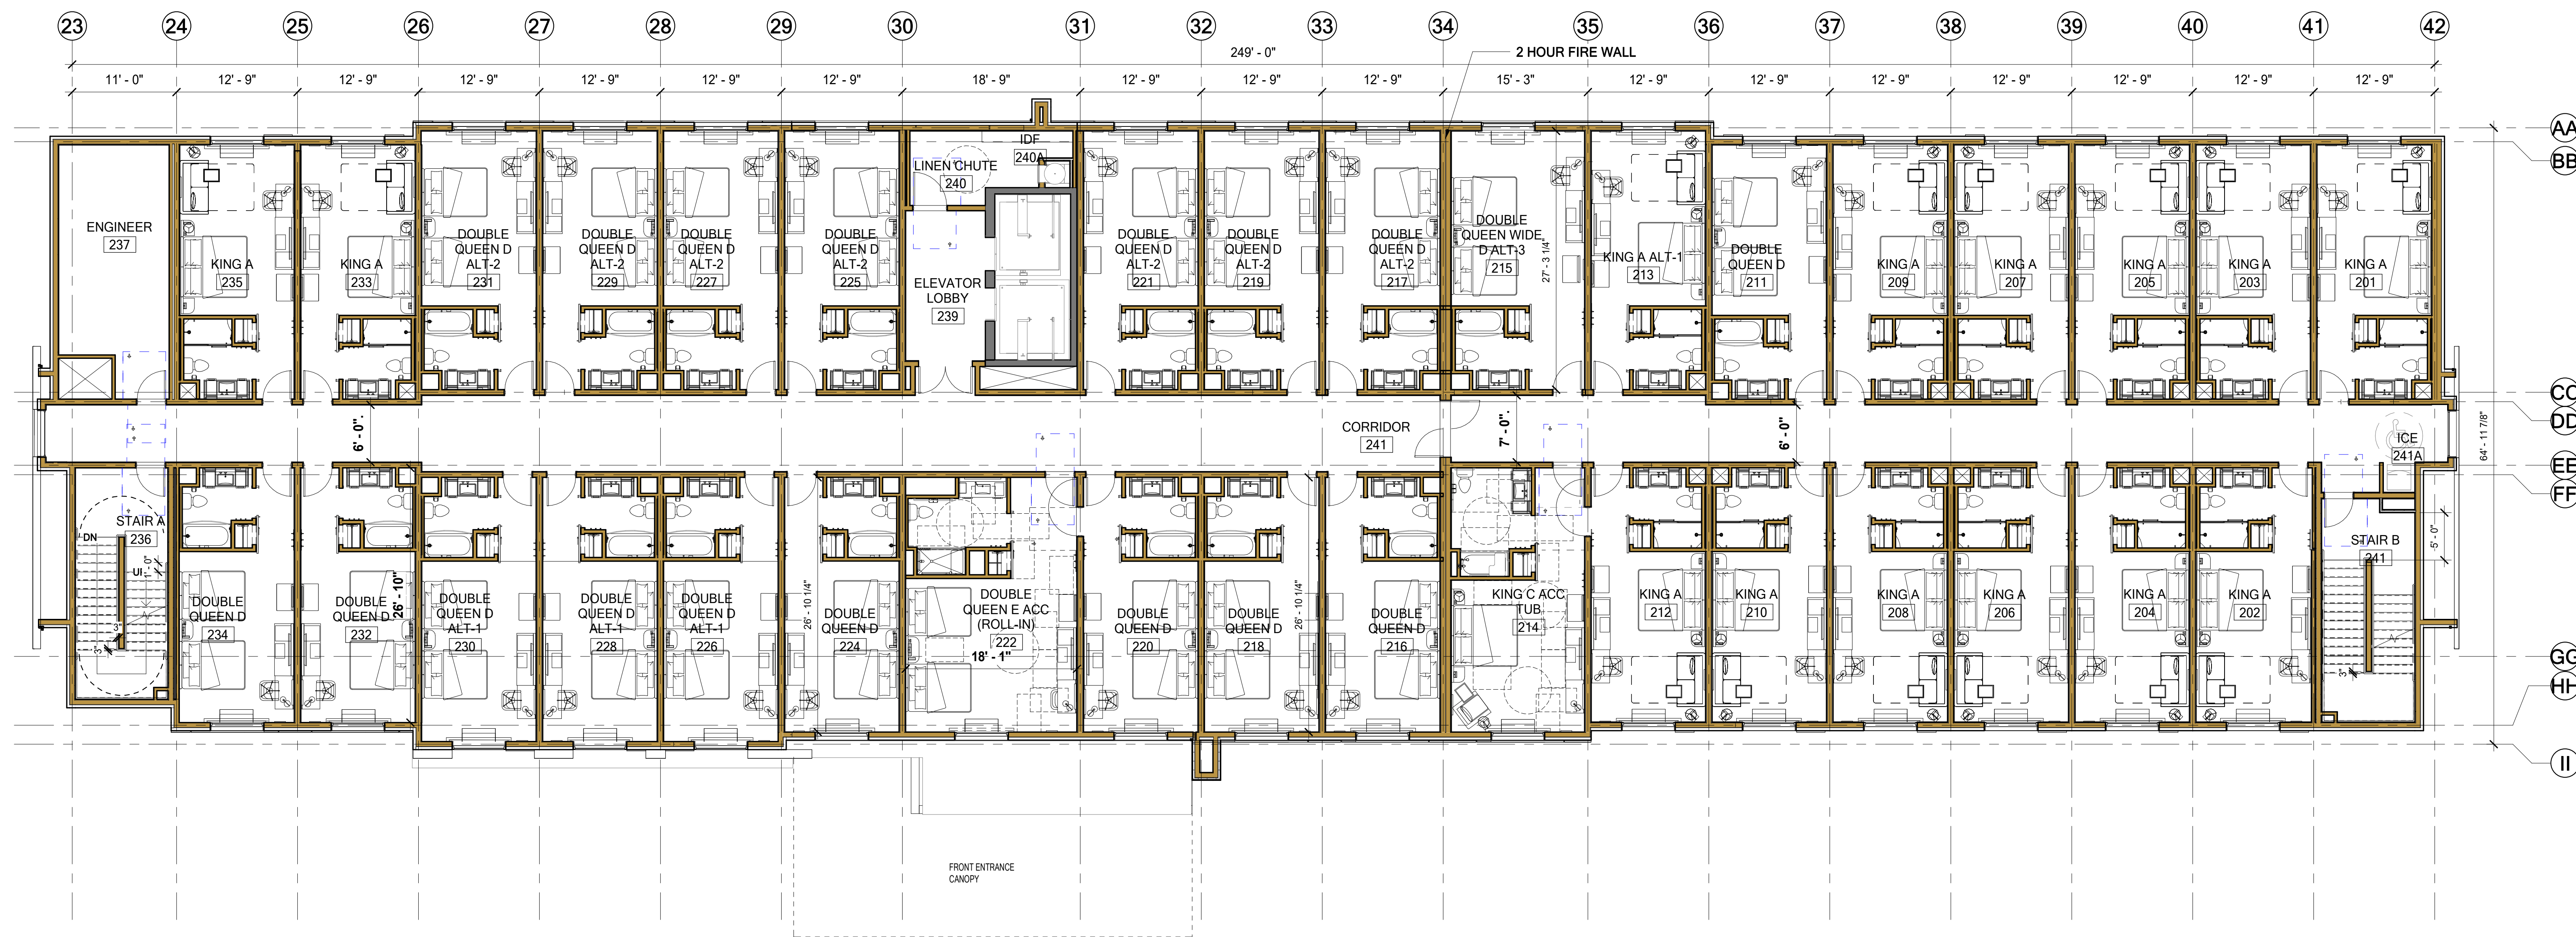 23 24 25 26 27 28 29 30 31 32 33 34 35 36 37 38 39 40 41 42
249' - 0"
2 HOUR FIRE WALL
11' - 0" 12' - 9" 12' - 9" 12' - 9" 12' - 9" 12' - 9" 12' - 9" 18' - 9" 12' - 9" 12' - 9" 12' - 9" 15' - 3" 12' - 9" 12' - 9" 12' - 9" 12' - 9" 12' - 9" 12' - 9" 12' - 9"
AA
BB
ENGINEER
237
KING A
235
KING A
233
DOUBLE
QUEEN D
ALT-2
231
DOUBLE
QUEEN D
ALT-2
229
DOUBLE
QUEEN D
ALT-2
227
DOUBLE
QUEEN D
ALT-2
225
IDF
240A
LINEN CHUTE
240
ELEVATOR
LOBBY
239
DOUBLE
QUEEN D
ALT-2
221
DOUBLE
QUEEN D
ALT-2
219
DOUBLE
QUEEN D
ALT-2
217
DOUBLE
QUEEN WIDE
D ALT-3
215
27' - 3 1/4"
KING A ALT-1
213
DOUBLE
QUEEN D
211
KING A
209
KING A
207
KING A
205
KING A
203
KING A
201
CC
DD
6' - 0".
CORRIDOR
241
7' - 0".
6' - 0"
ICE
241A
64' - 11 7/8"
EE
FF
STAIR A
236
DN
1' - 0"
3"
3"
DOUBLE
QUEEN D
234
DOUBLE
QUEEN D
232
26' - 10"
DOUBLE
QUEEN D
ALT-1
230
DOUBLE
QUEEN D
ALT-1
228
DOUBLE
QUEEN D
ALT-1
226
26' - 10 1/4"
DOUBLE
QUEEN D
224
DOUBLE
QUEEN E ACC
(ROLL-IN)
222
18' - 1"
DOUBLE
QUEEN D
220
DOUBLE
QUEEN D
218
26' - 10 1/4"
DOUBLE
QUEEN D
216
KING C ACC
TUB
214
KING A
212
KING A
210
KING A
208
KING A
206
KING A
204
KING A
202
STAIR B
241
5' - 0"
3"
GG
HH
II
FRONT ENTRANCE
CANOPY